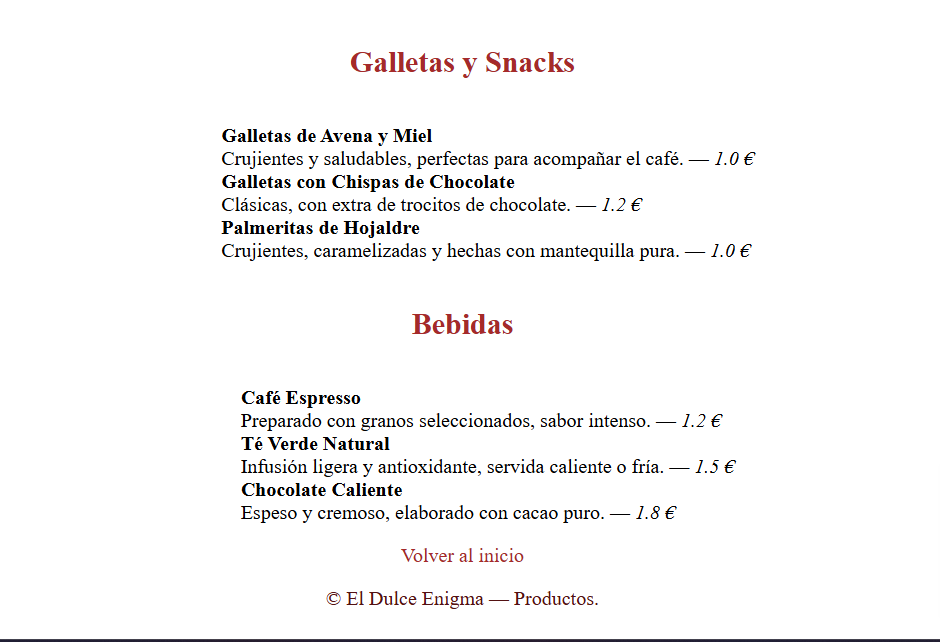 Galletas y Snacks
Galletas de Avena y Miel
Crujientes y saludables, perfectas para acompañar el café. — 1.0 €
Galletas con Chispas de Chocolate
Clásicas, con extra de trocitos de chocolate. — 1.2 €
Palmeritas de Hojaldre
Crujientes, caramelizadas y hechas con mantequilla pura. — 1.0 €
Bebidas
Café Espresso
Preparado con granos seleccionados, sabor intenso. — 1.2 €
Té Verde Natural
Infusión ligera y antioxidante, servida caliente o fría. — 1.5 €
Chocolate Caliente
Espeso y cremoso, elaborado con cacao puro. — 1.8 €
Volver al inicio
© El Dulce Enigma — Productos.